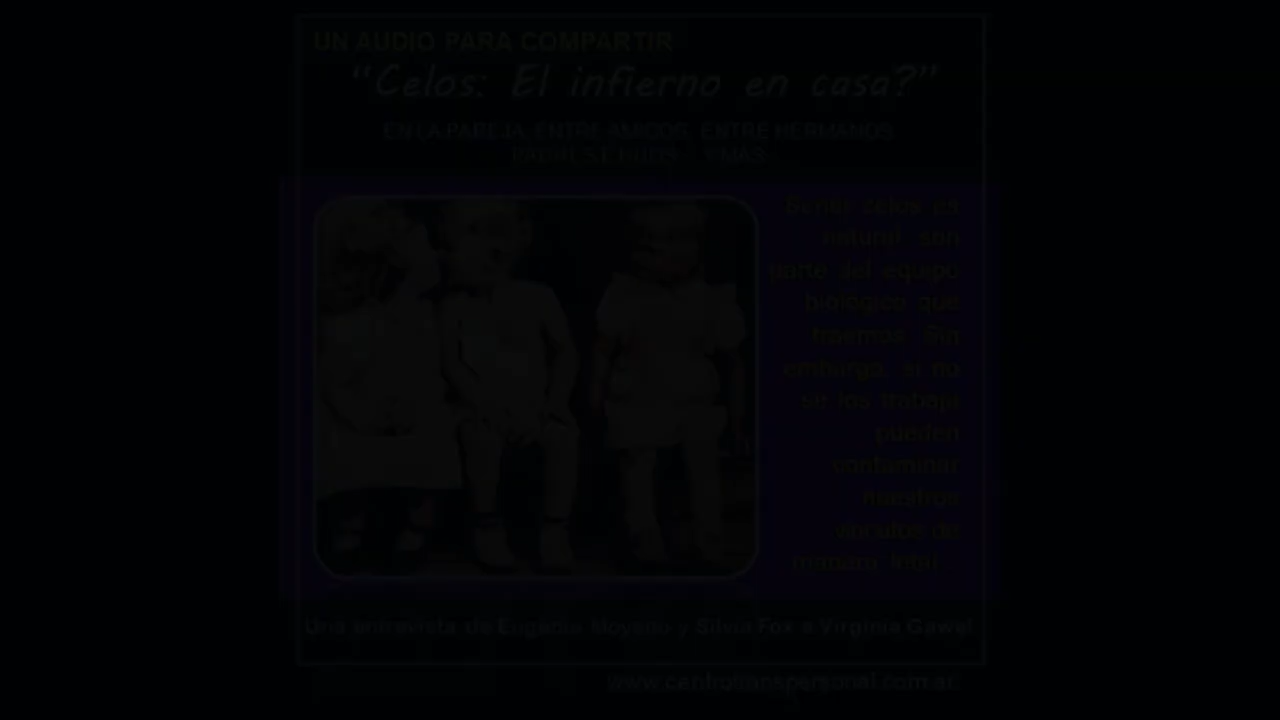 UN AUDIO PARA COMPARTIR
"Celos: El infierno en casa?"
EN LA PAREJA, ENTRE AMIGOS, ENTRE HERMANOS
PADRES E HIJOS... Y MÁS...
Sentir celos es
natural: son
parte del equipo
biológico que
traemos. Sin
embargo, si no
se los trabaja
pueden
contaminar
nuestros
vínculos de
manera letal...
Una entrevista de Eugenia Moyano y Silvia Fox a Virginia Gawel
www.centrotranspersonal.com.ar